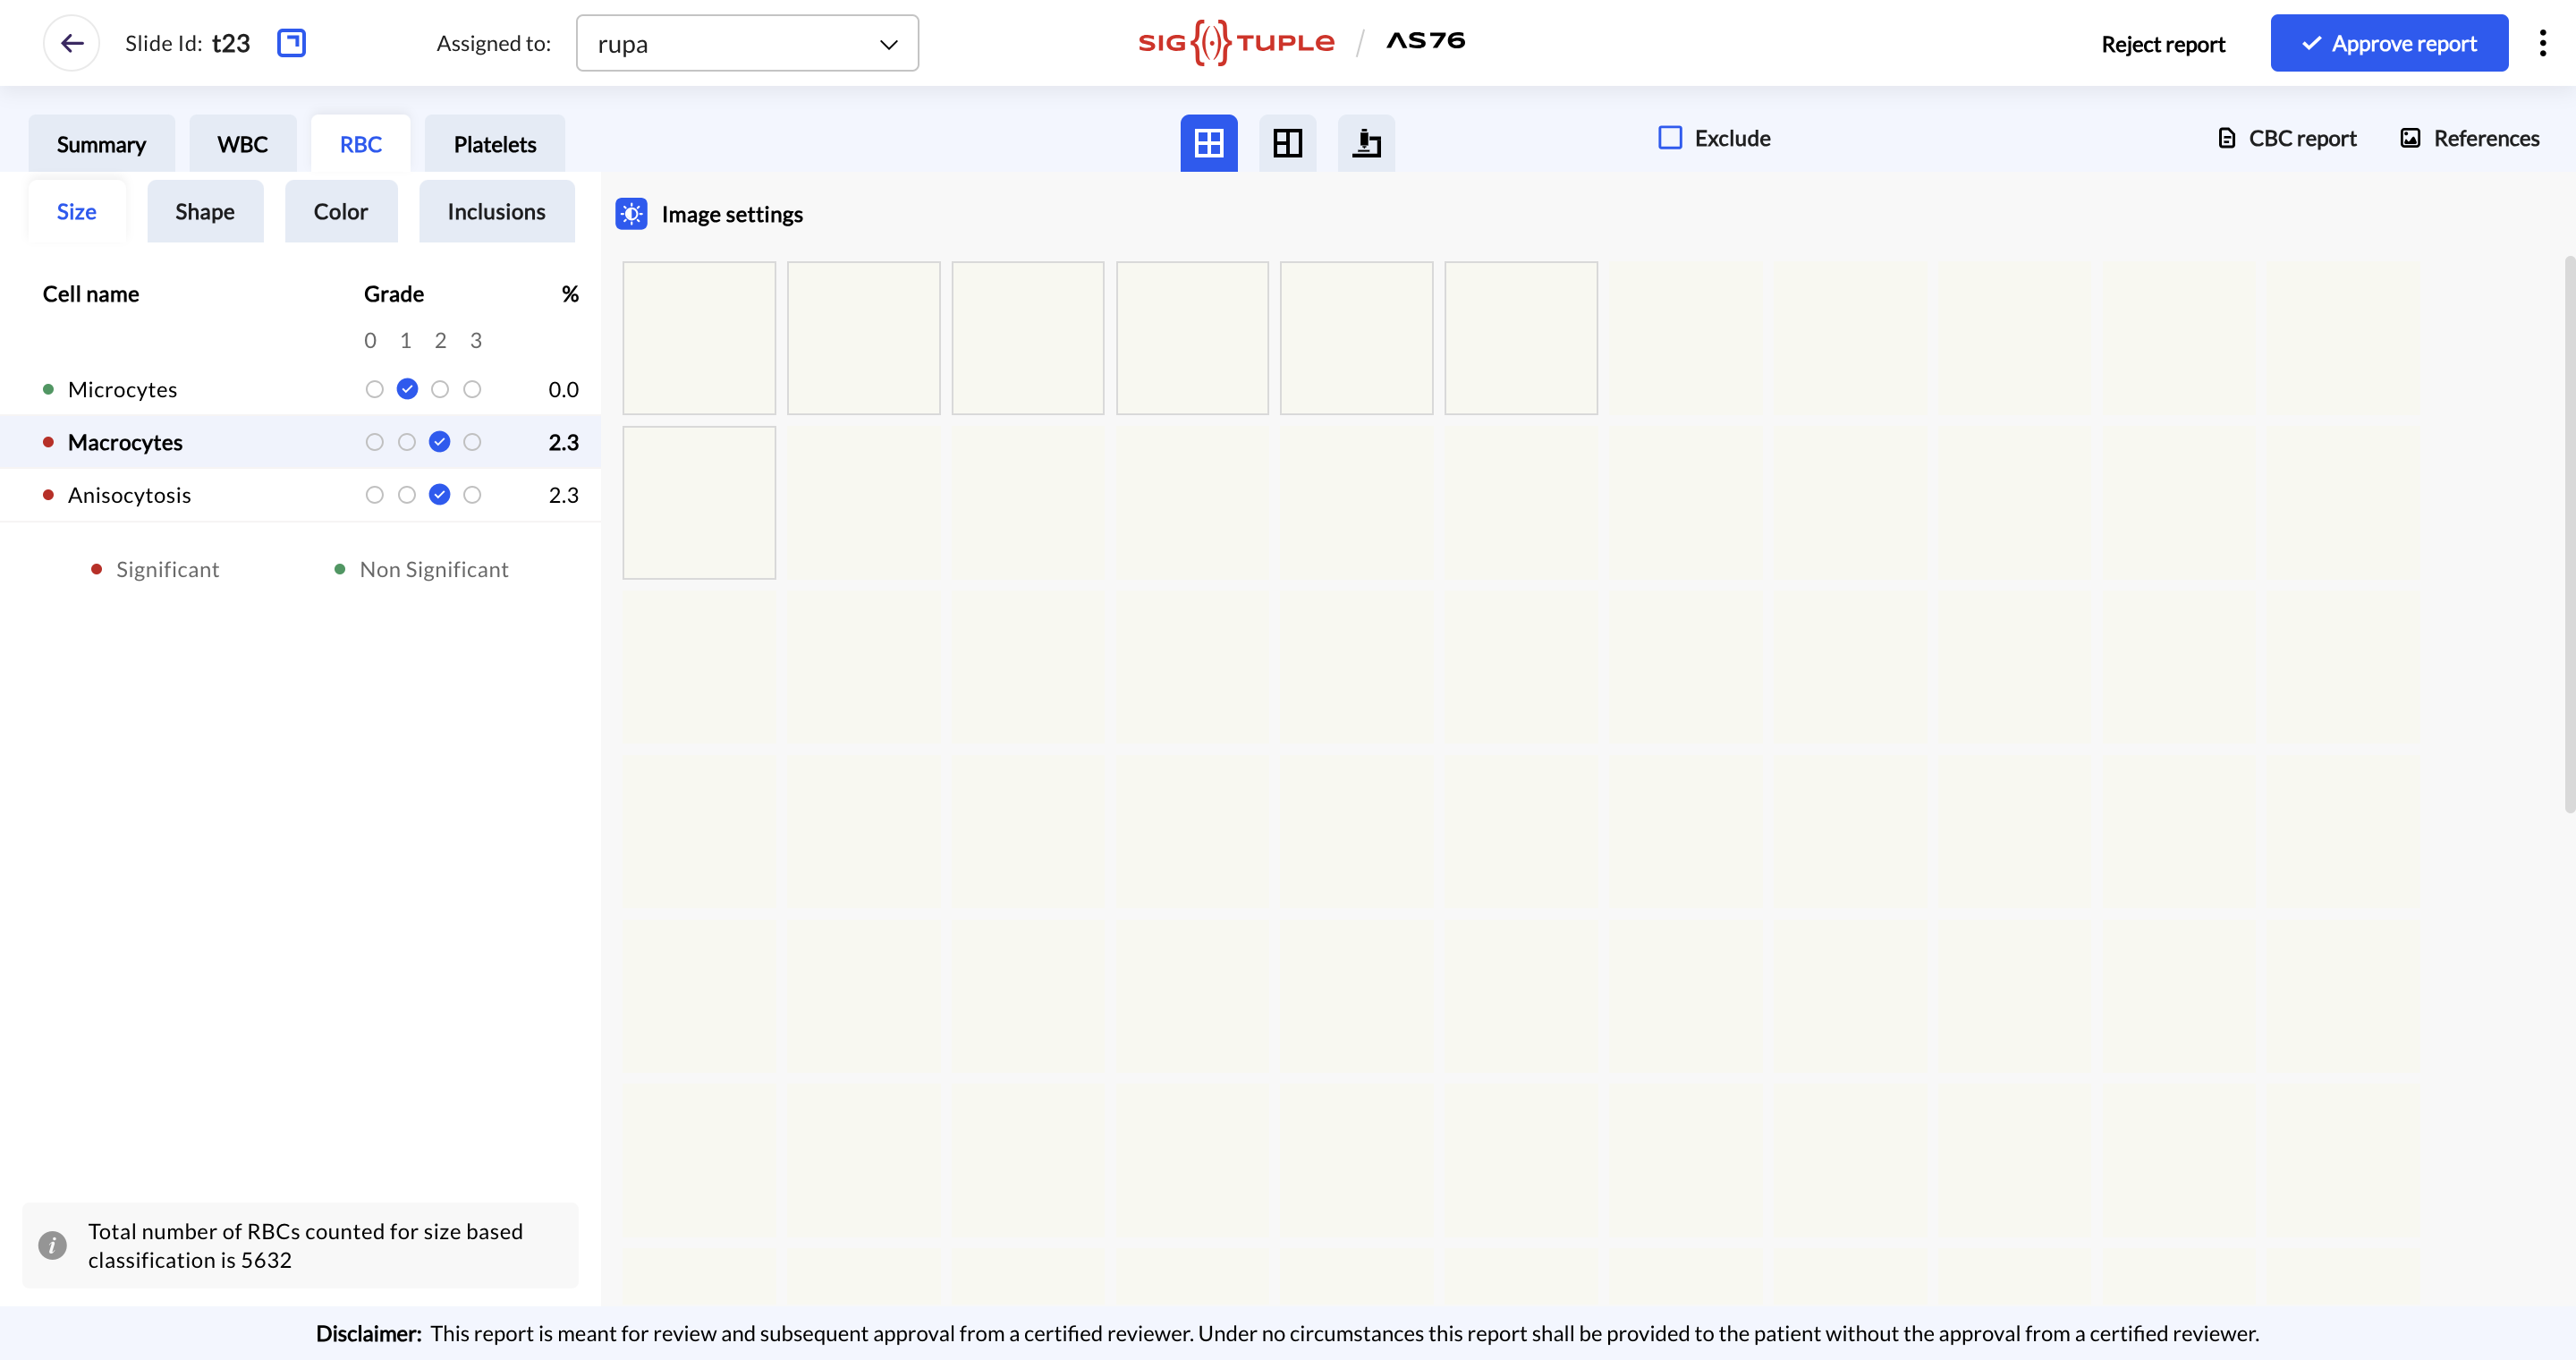 Slide Id: t23
Assigned to:
rupa
SIG TUPLE / AS76
Reject report
Approve report
Summary
WBC
RBC
Platelets
Exclude
CBC report
References
Size
Shape
Color
Inclusions
Image settings
Cell name Grade %
0 1 2 3
Microcytes 0.0
Macrocytes 2.3
Anisocytosis 2.3
Significant
Non Significant
Total number of RBCs counted for size based
classification is 5632
Disclaimer: This report is meant for review and subsequent approval from a certified reviewer. Under no circumstances this report shall be provided to the patient without the approval from a certified reviewer.